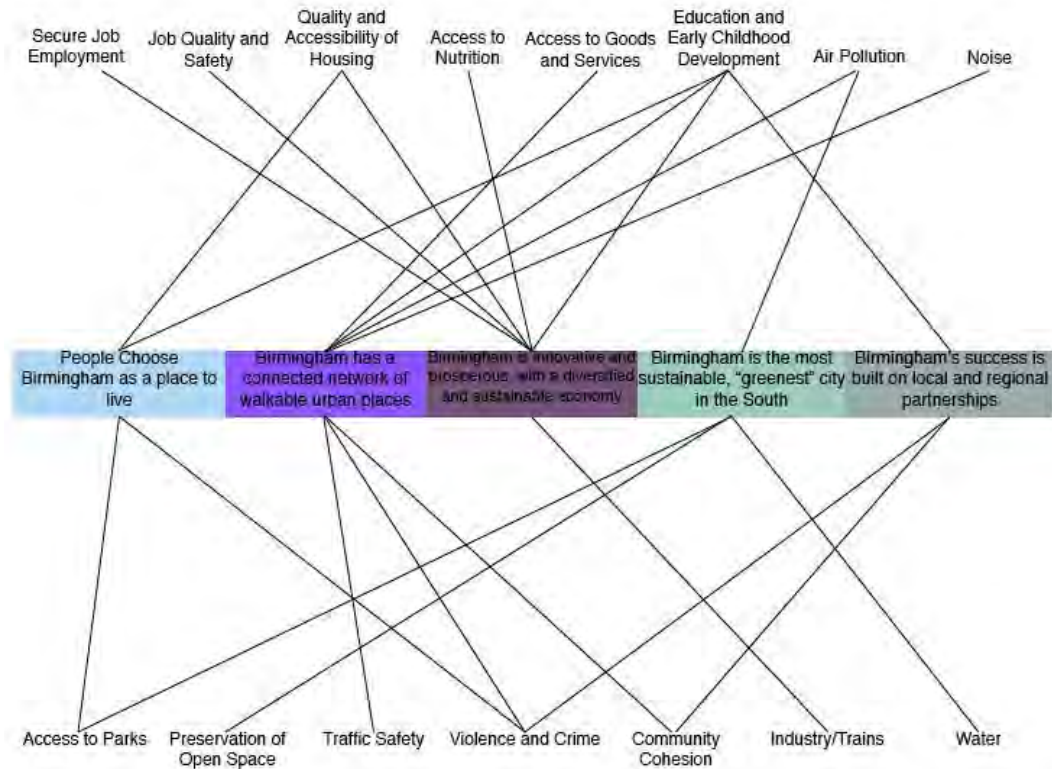 Secure Job
Employment
Job Quality and
Safety
Quality and
Accessibility of
Housing
Access to
Nutrition
Access to Goods
and Services
Education and
Early Childhood
Development
Air Pollution
Noise
People Choose
Birmingham as a place to
live
Birmingham has a
connected network of
walkable urban places
Birmingham is innovative and
prosperous, with a diversified
and sustainable economy
Birmingham is the most
sustainable, “greenest” city
in the South
Birmingham's success is
built on local and regional
partnerships
Access to Parks
Preservation of
Open Space
Traffic Safety
Violence and Crime
Community
Cohesion
Industry/Trains
Water